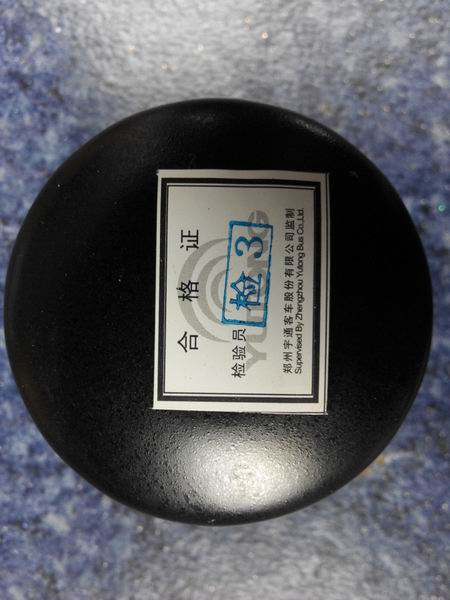 合格证
检验员 检 3
YUTONG
郑州宇通客车股份有限公司监制
Supervised By Zhengzhou Yutong Bus Co.,Ltd.